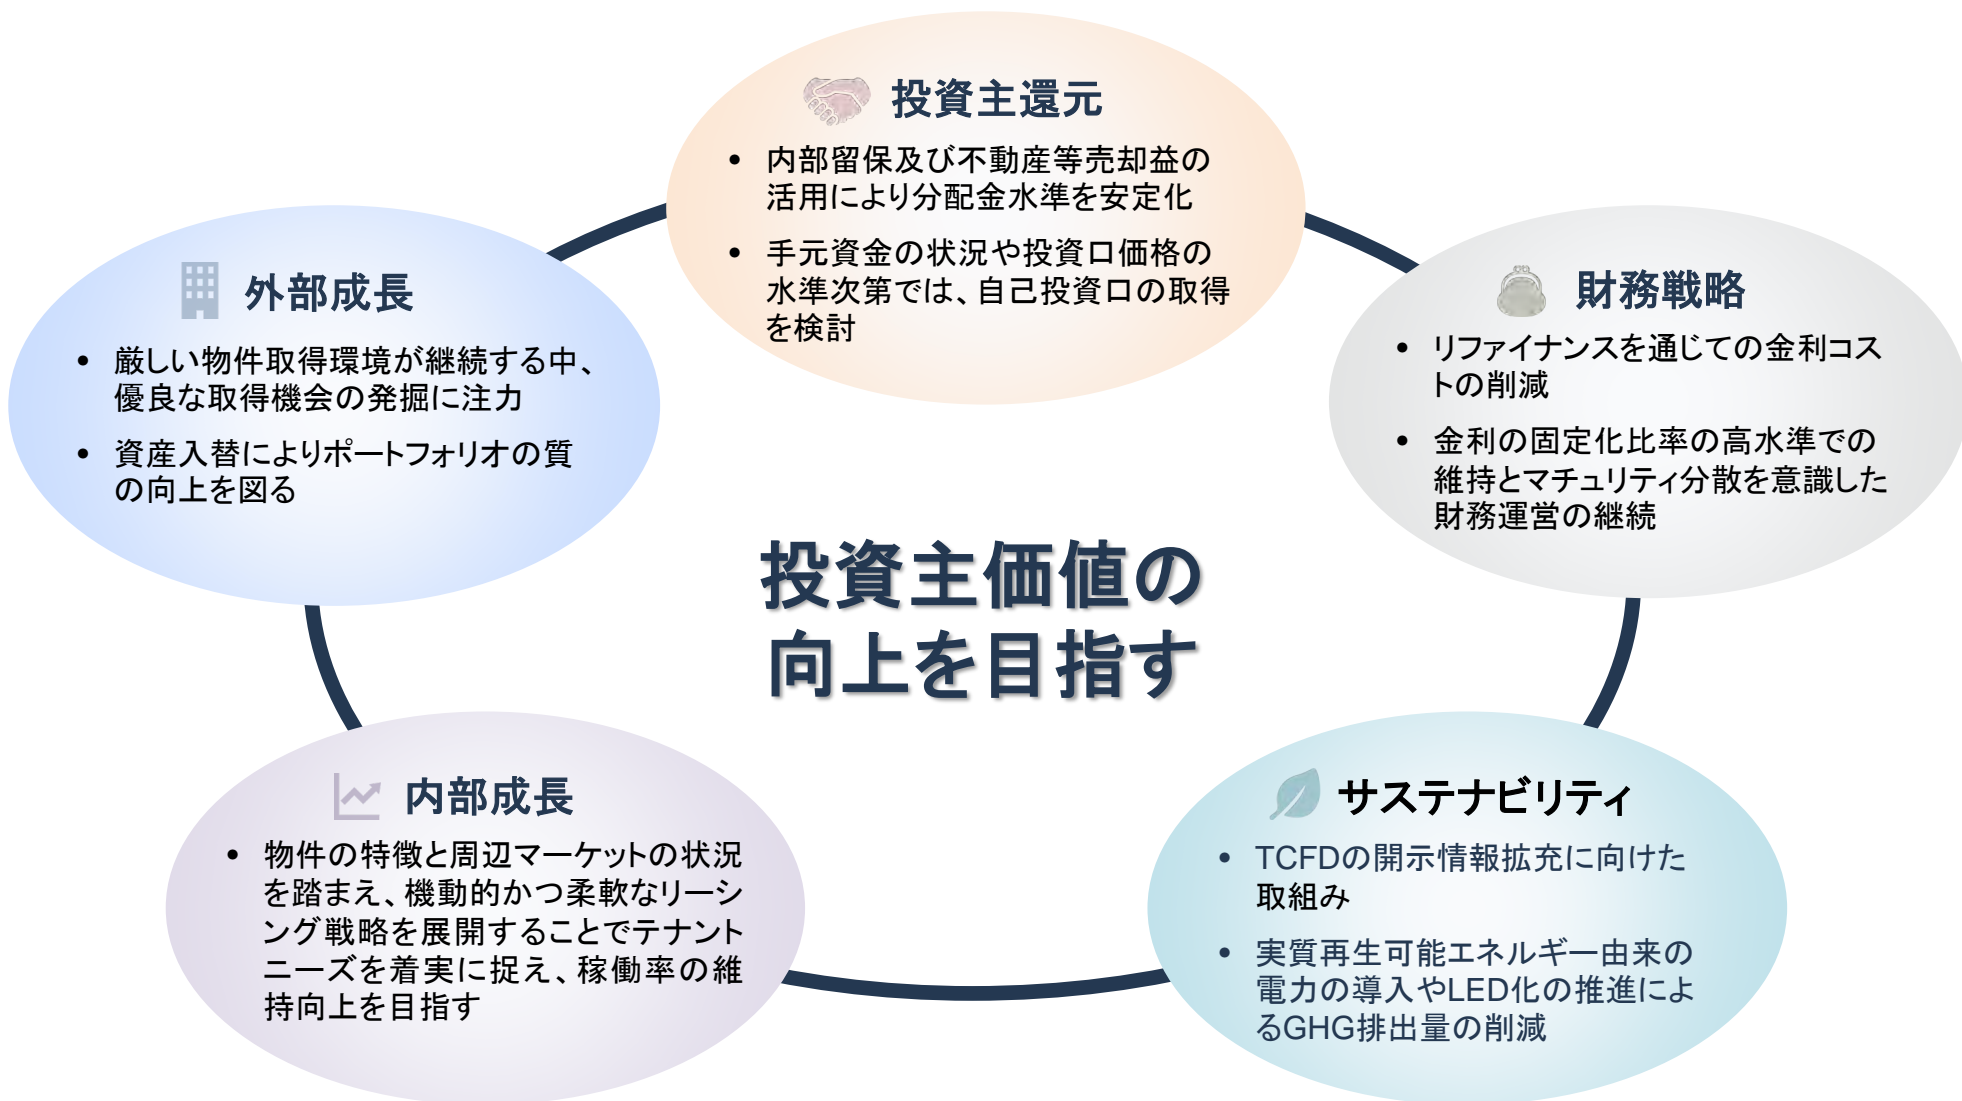 投資主還元
• 内部留保及び不動産等売却益の
活用により分配金水準を安定化
• 手元資金の状況や投資口価格の
水準次第では、自己投資口の取得
を検討
外部成長
• 厳しい物件取得環境が継続する中、
優良な取得機会の発掘に注力
• 資産入替によりポートフォリオの質
の向上を図る
財務戦略
• リファイナンスを通じての金利コス
トの削減
• 金利の固定化比率の高水準での
維持とマチュリティ分散を意識した
財務運営の継続
投資主価値の
向上を目指す
内部成長
• 物件の特徴と周辺マーケットの状況
を踏まえ、機動的かつ柔軟なリーシ
ング戦略を展開することでテナント
ニーズを着実に捉え、稼働率の維
持向上を目指す
サステナビリティ
• TCFDの開示情報拡充に向けた
取組み
• 実質再生可能エネルギー由来の
電力の導入やLED化の推進によ
るGHG排出量の削減